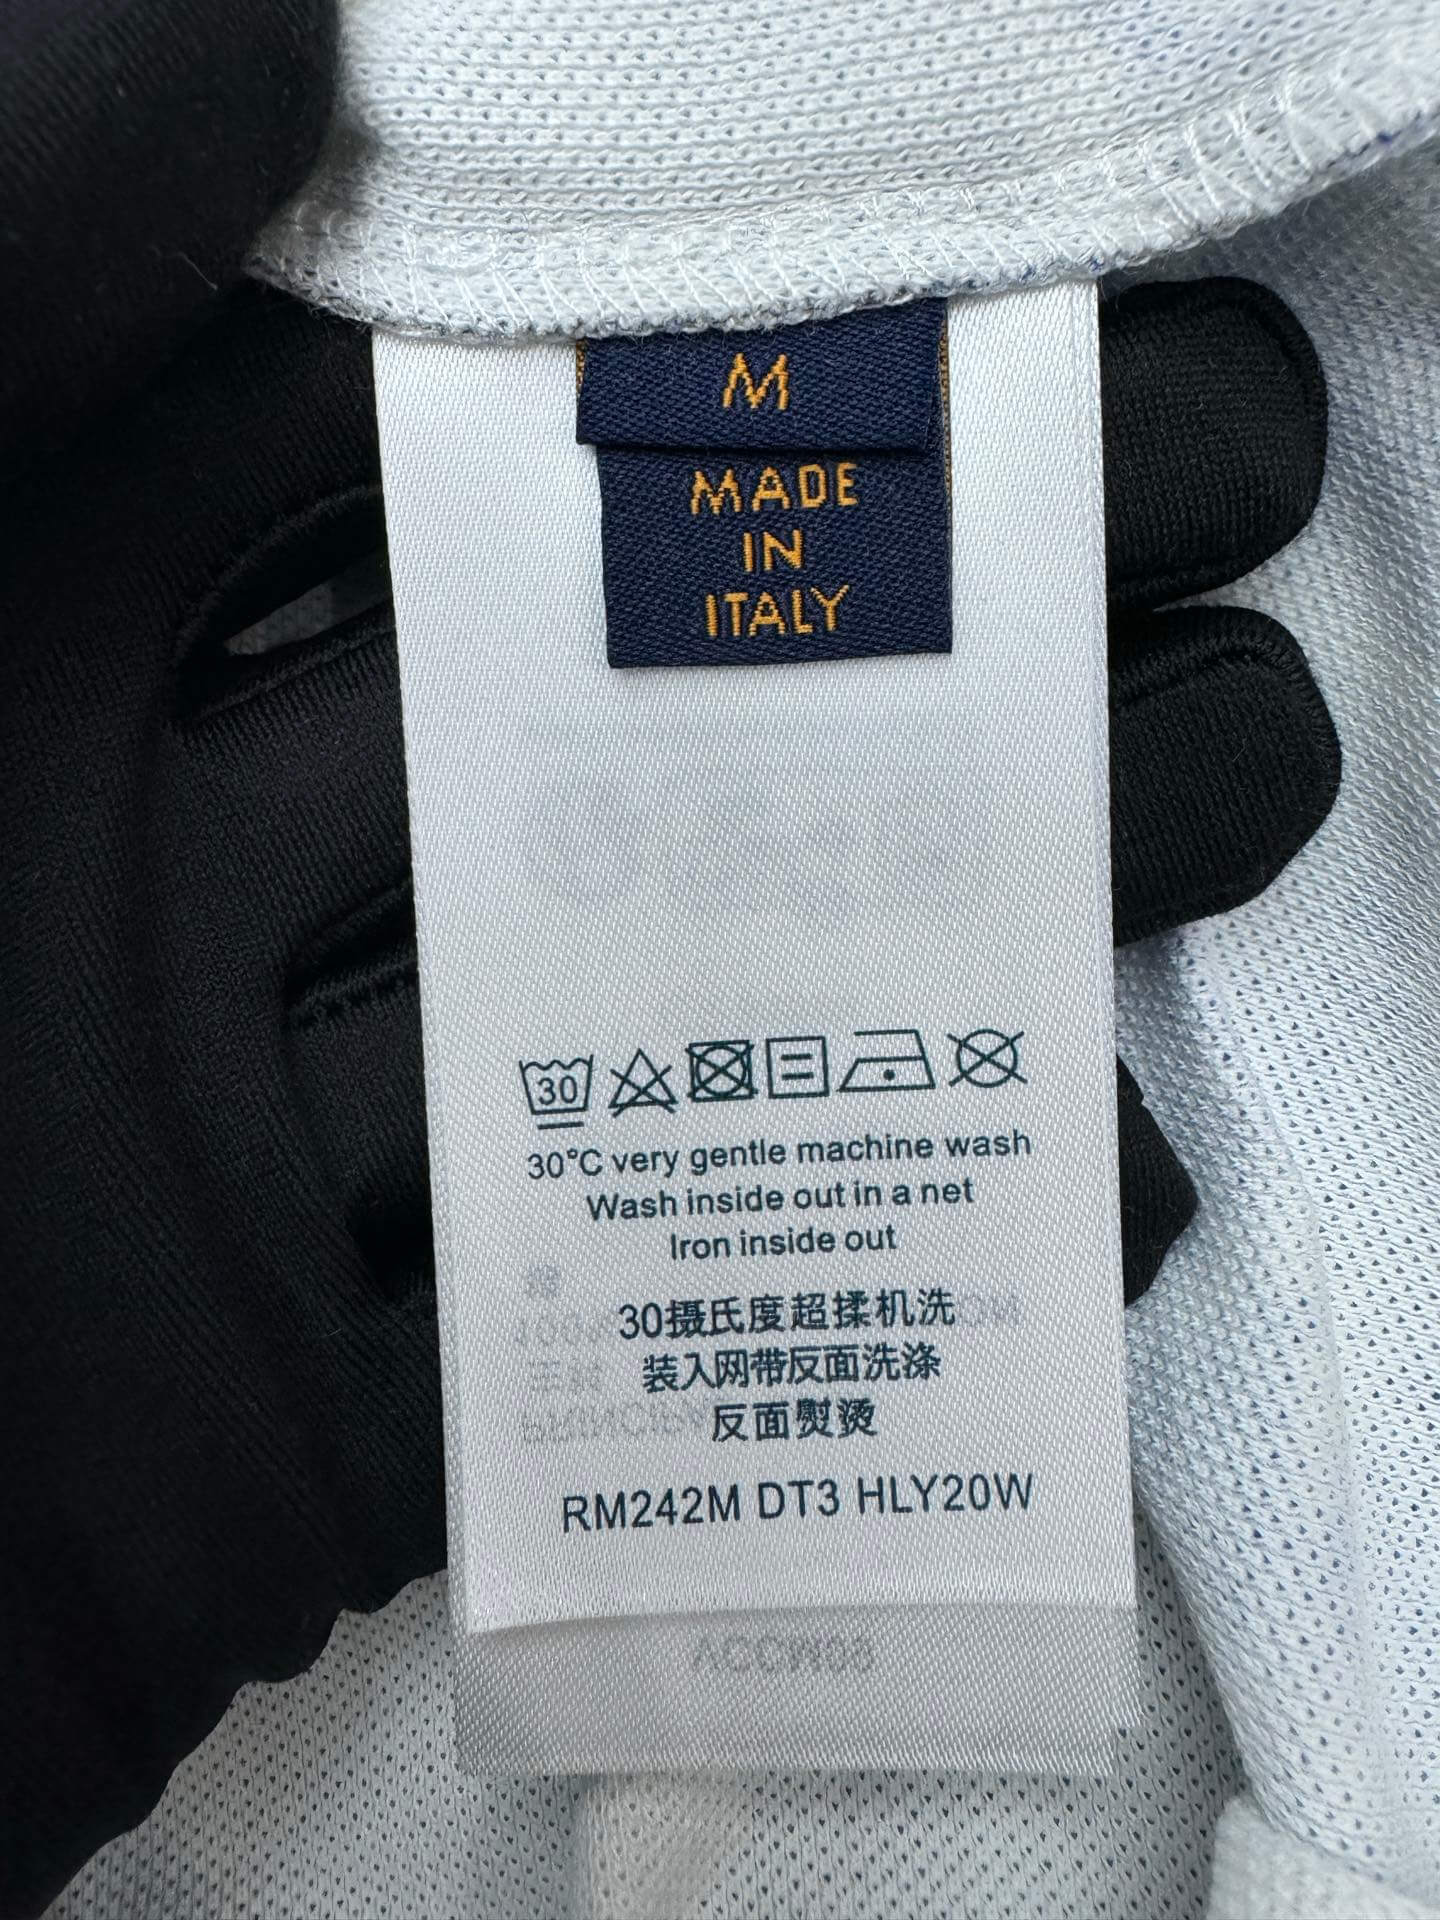 M
MADE
IN
ITALY
30
30°C very gentle machine wash
Wash inside out in a net
Iron inside out
30摄氏度超揉机洗
装入网带反面洗涤
反面熨烫
RM242M DT3 HLY20W